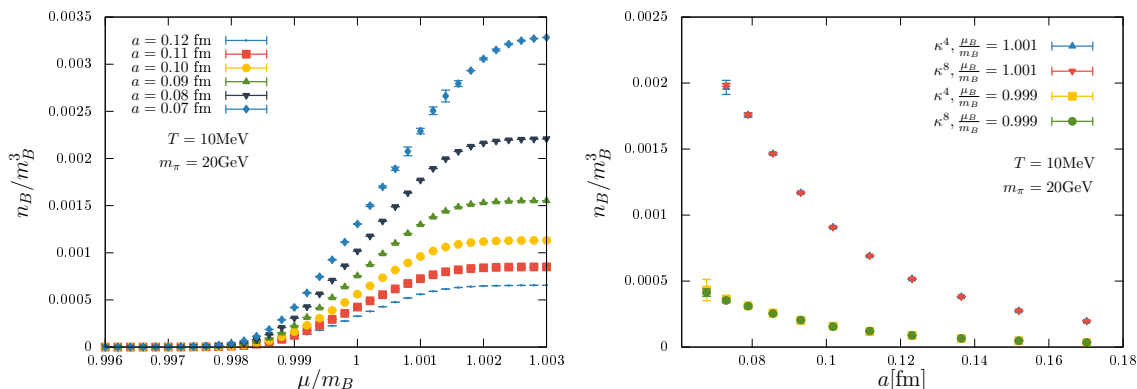 0.0035
0.003
0.0025
0.002
0.0015
0.001
0.0005
0
n_B/m_B^3
a = 0.12 fm
a = 0.11 fm
a = 0.10 fm
a = 0.09 fm
a = 0.08 fm
a = 0.07 fm
T = 10MeV
m_π = 20GeV
0.996 0.997 0.998 0.999 1 1.001 1.002 1.003
μ/m_B
0.0025
0.002
0.0015
0.001
0.0005
0
n_B/m_B^3
κ^4, μ_B/m_B = 1.001
κ^8, μ_B/m_B = 1.001
κ^4, μ_B/m_B = 0.999
κ^8, μ_B/m_B = 0.999
T = 10MeV
m_π = 20GeV
0.08 0.1 0.12 0.14 0.16 0.18
a[fm]